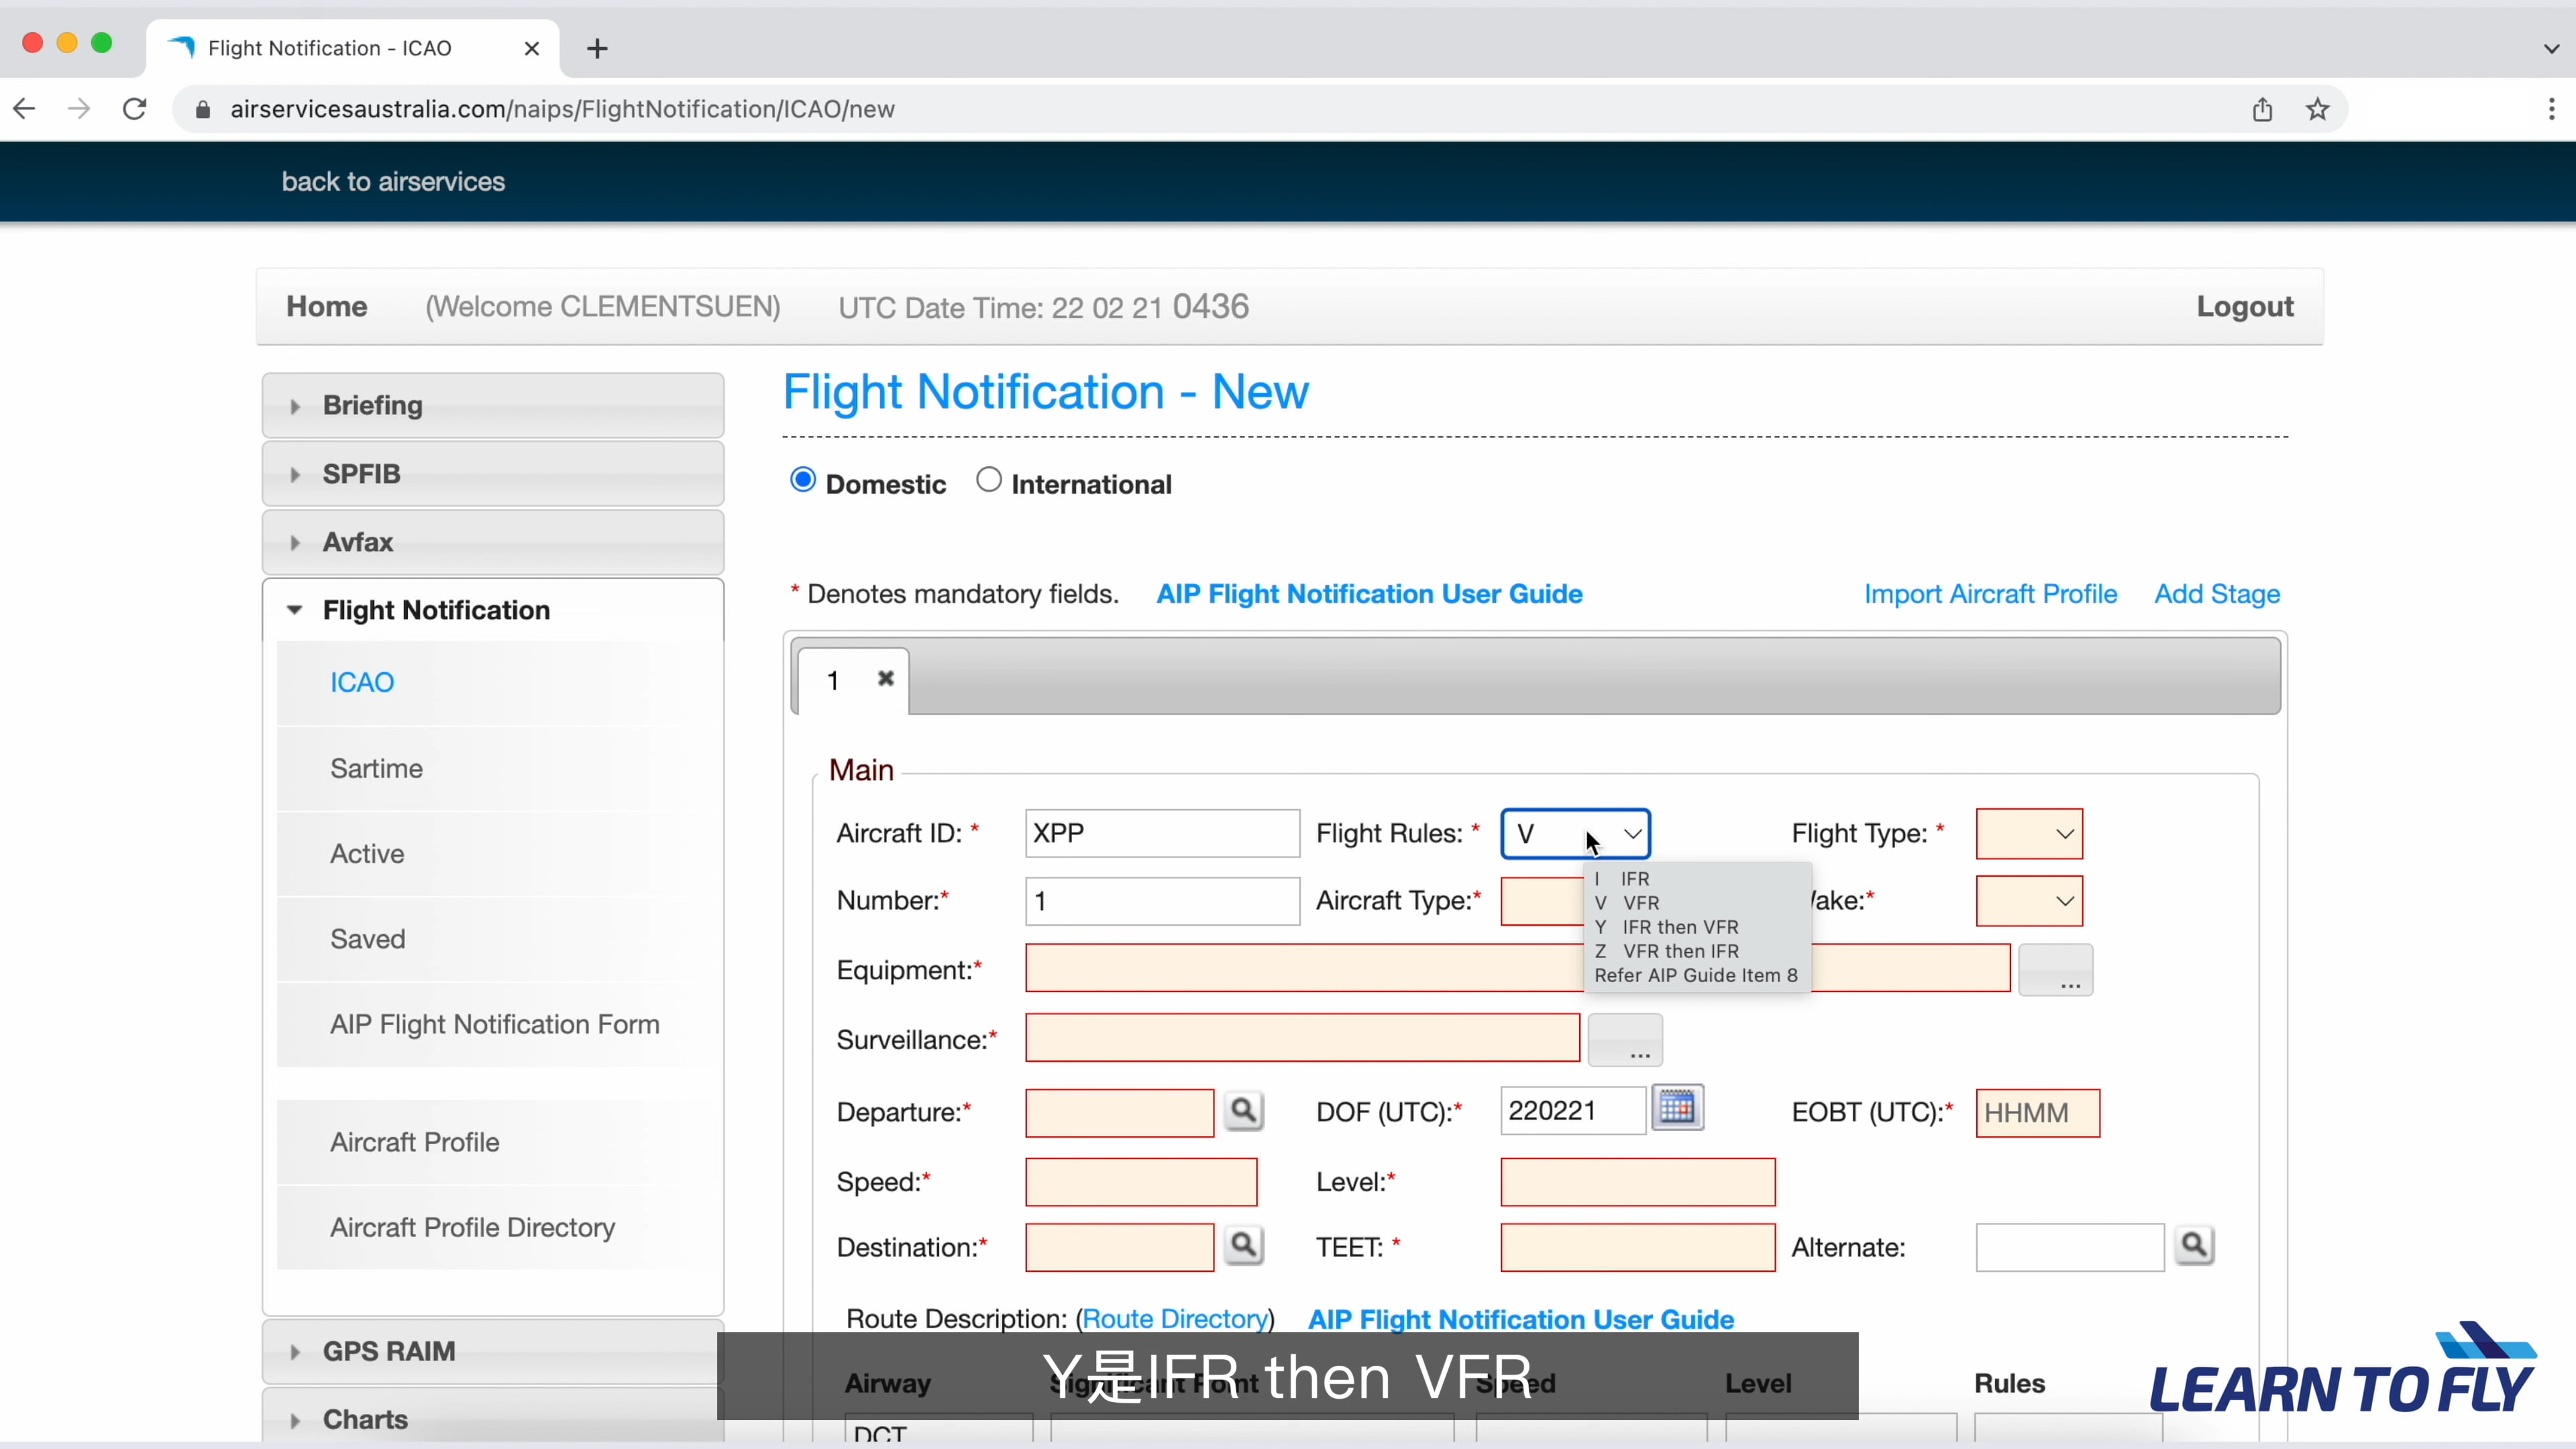 Flight Notification - ICAO
airservicesaustralia.com/naips/FlightNotification/ICAO/new
back to airservices
Home (Welcome CLEMENTSUEN) UTC Date Time: 22 02 21 0436 Logout
Briefing
SPFIB
Avfax
Flight Notification
ICAO
Sartime
Active
Saved
AIP Flight Notification Form
Aircraft Profile
Aircraft Profile Directory
GPS RAIM
Charts
Flight Notification - New
Domestic International
* Denotes mandatory fields. AIP Flight Notification User Guide Import Aircraft Profile Add Stage
1
Main
Aircraft ID: * XPP Flight Rules: * V Flight Type: *
Number:* 1 Aircraft Type:*
I IFR
V VFR
Y IFR then VFR
Z VFR then IFR
Refer AIP Guide Item 8
Equipment:* ...
Surveillance:* ...
Departure:* DOF (UTC):* 220221 EOBT (UTC):* HHMM
Speed:* Level:*
Destination:* TEET: * Alternate:
Route Description: (Route Directory) AIP Flight Notification User Guide
Airway Significant Point Speed Level Rules
DCT
Y是IFR then VFR
LEARN TO FLY